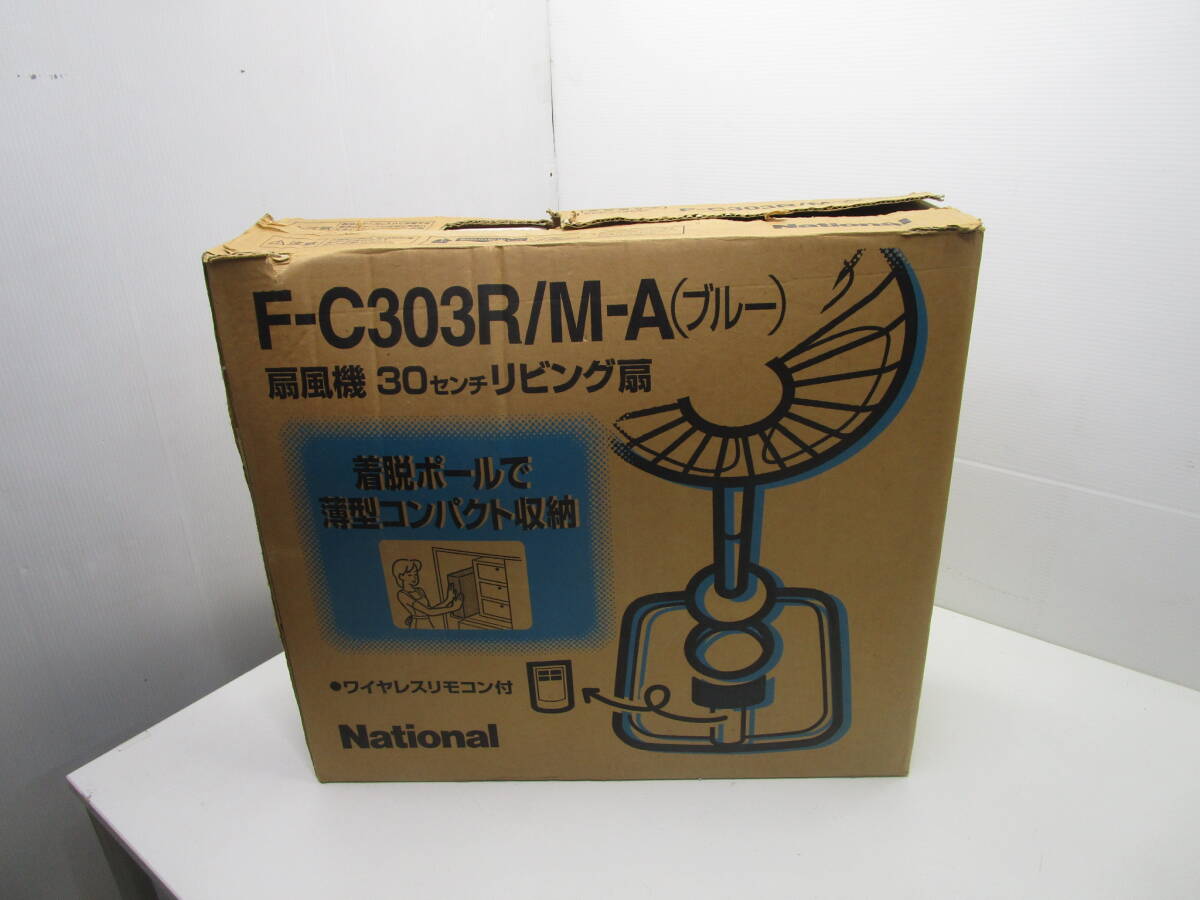 F-C303R/M-A
National
F-C303R/M-A(ブルー)
扇風機 30センチリビング扇
着脱ポールで
薄型コンパクト収納
●ワイヤレスリモコン付
National